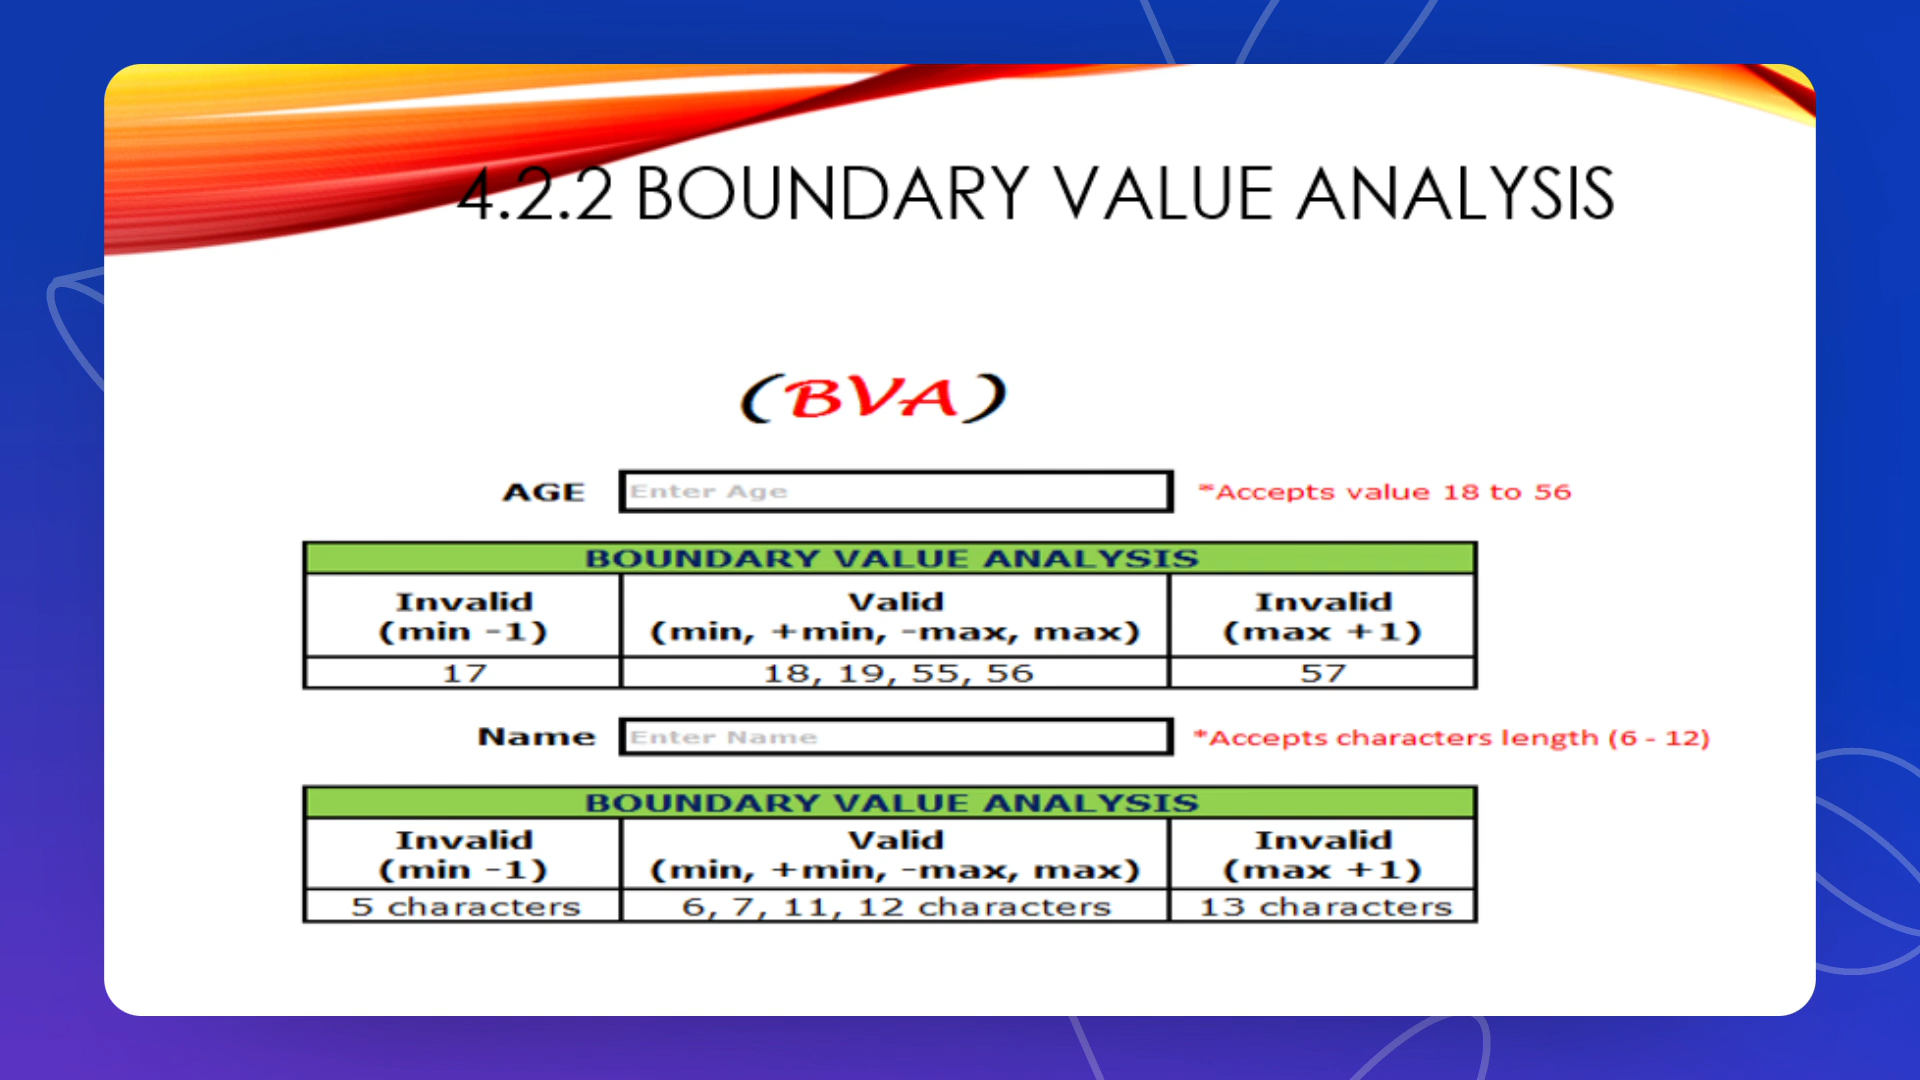 4.2.2 BOUNDARY VALUE ANALYSIS
(BVA)
AGE Enter Age *Accepts value 18 to 56
BOUNDARY VALUE ANALYSIS
Invalid Valid Invalid
(min -1) (min, +min, -max, max) (max +1)
17 18, 19, 55, 56 57
Name Enter Name *Accepts characters length (6 - 12)
BOUNDARY VALUE ANALYSIS
Invalid Valid Invalid
(min -1) (min, +min, -max, max) (max +1)
5 characters 6, 7, 11, 12 characters 13 characters